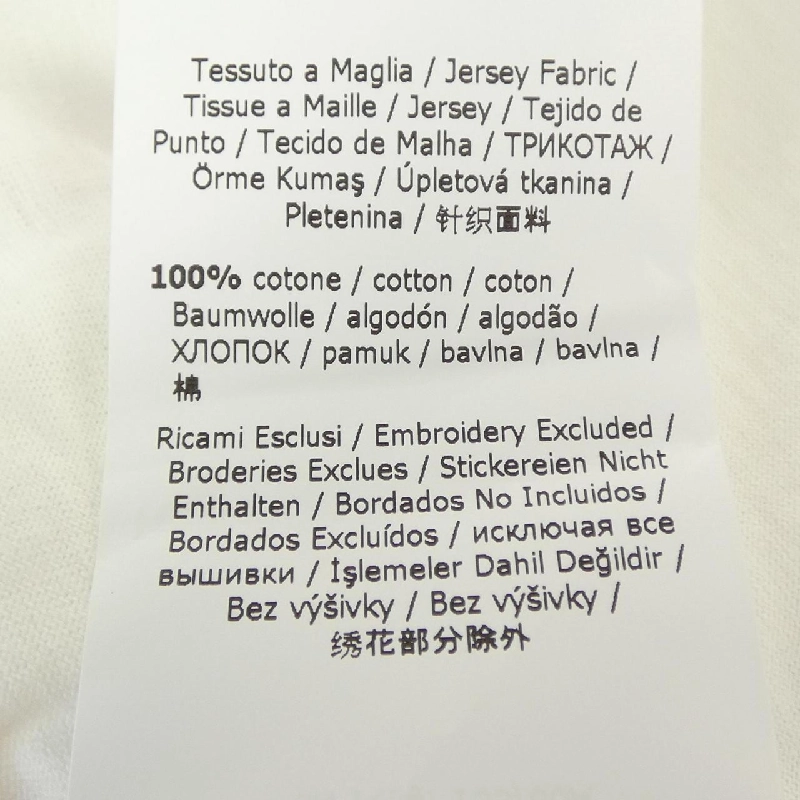 Tessuto a Maglia / Jersey Fabric /
Tissue a Maille / Jersey / Tejido de
Punto / Tecido de Malha / ТРИКОТАЖ /
Örme Kumaş / Úpletová tkanina /
Pletenina / 针织面料
100% cotone / cotton / coton /
Baumwolle / algodón / algodão /
ХЛОПОК / pamuk / bavlna / bavlna /
棉
Ricami Esclusi / Embroidery Excluded /
Broderies Exclues / Stickereien Nicht
Enthalten / Bordados No Incluidos /
Bordados Excluídos / исключая все
вышивки / İşlemeler Dahil Değildir /
Bez výšivky / Bez výšivky /
绣花部分除外